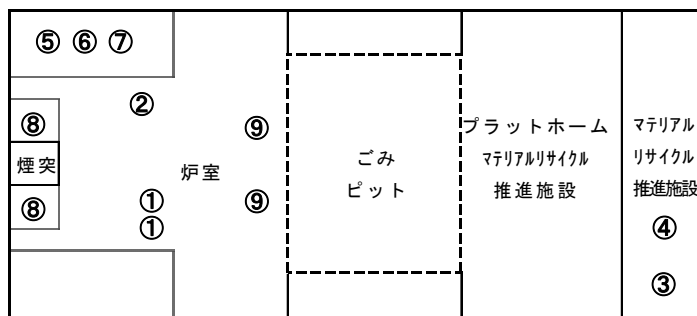 ⑤ ⑥ ⑦
②
⑧
⑨
煙突
炉室
⑧
①
①
⑨
ごみ
ピット
プラットホーム
ﾏﾃﾘｱﾙﾘｻｲｸﾙ
推進施設
ﾏﾃﾘｱﾙ
ﾘｻｲｸﾙ
推進施設
④
③